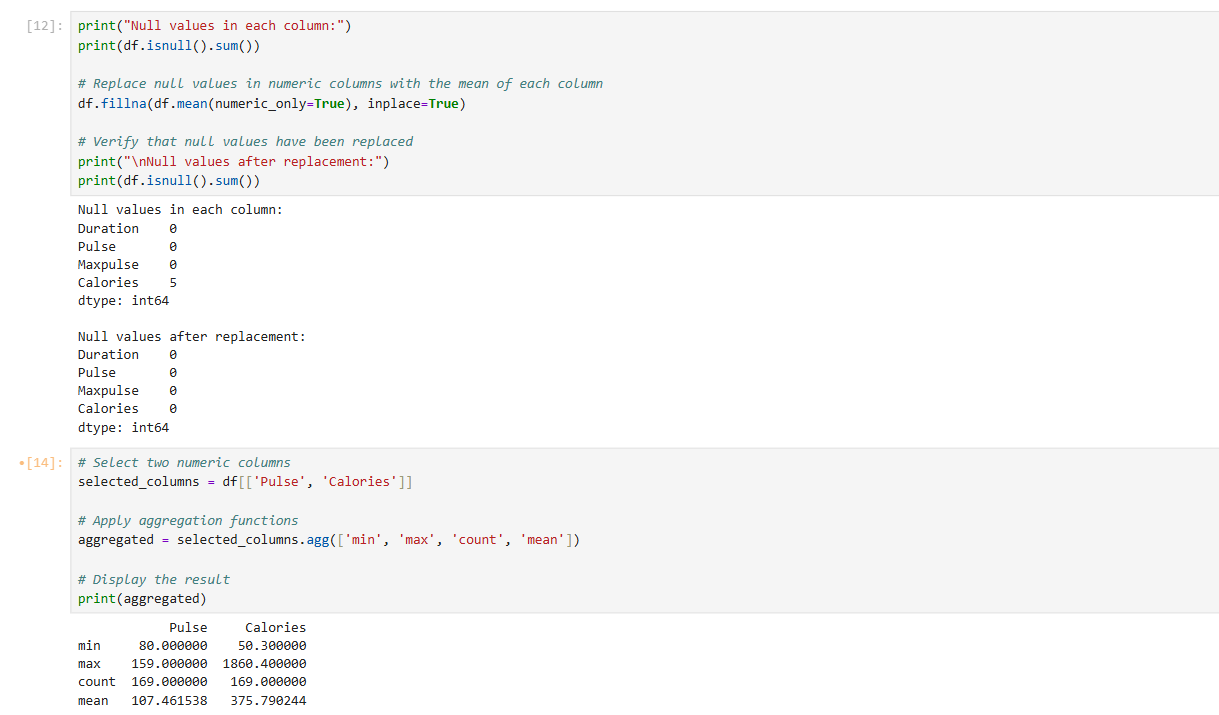 [12]: print("Null values in each column:")
print(df.isnull().sum())
# Replace null values in numeric columns with the mean of each column
df.fillna(df.mean(numeric_only=True), inplace=True)
# Verify that null values have been replaced
print("\nNull values after replacement:")
print(df.isnull().sum())
Null values in each column:
Duration    0
Pulse       0
Maxpulse    0
Calories    5
dtype: int64
Null values after replacement:
Duration    0
Pulse       0
Maxpulse    0
Calories    0
dtype: int64
•[14]: # Select two numeric columns
selected_columns = df[['Pulse', 'Calories']]
# Apply aggregation functions
aggregated = selected_columns.agg(['min', 'max', 'count', 'mean'])
# Display the result
print(aggregated)
            Pulse     Calories
min     80.000000    50.300000
max    159.000000  1860.400000
count  169.000000   169.000000
mean   107.461538   375.790244